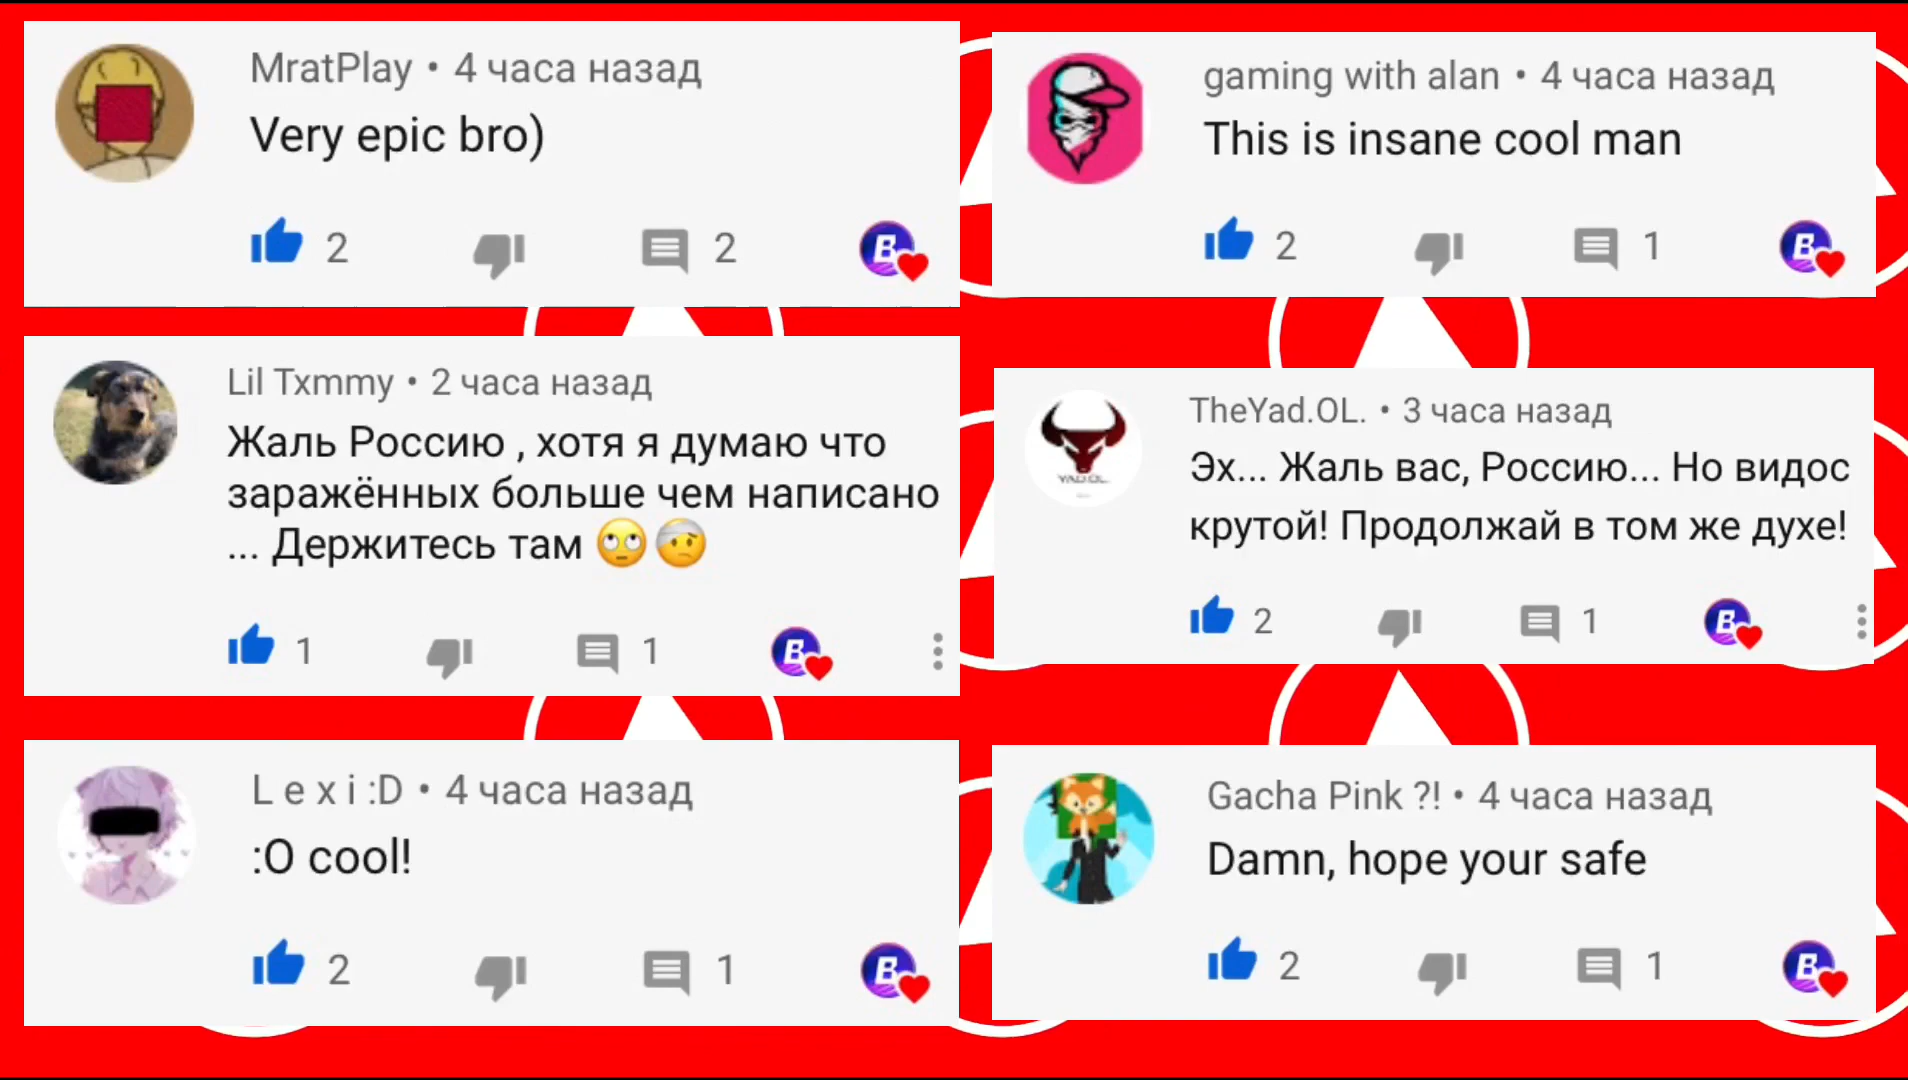 MratPlay • 4 часа назад
Very epic bro)
2
2
B
gaming with alan • 4 часа назад
This is insane cool man
2
1
B
Lil Txmmy • 2 часа назад
Жаль Россию , хотя я думаю что
заражённых больше чем написано
... Держитесь там 🙄🤕
1
1
B
TheYad.OL. • 3 часа назад
Эх... Жаль вас, Россию... Но видос
крутой! Продолжай в том же духе!
YAD.OL.
2
1
B
L e x i :D • 4 часа назад
:O cool!
2
1
B
Gacha Pink ?! • 4 часа назад
Damn, hope your safe
2
1
B